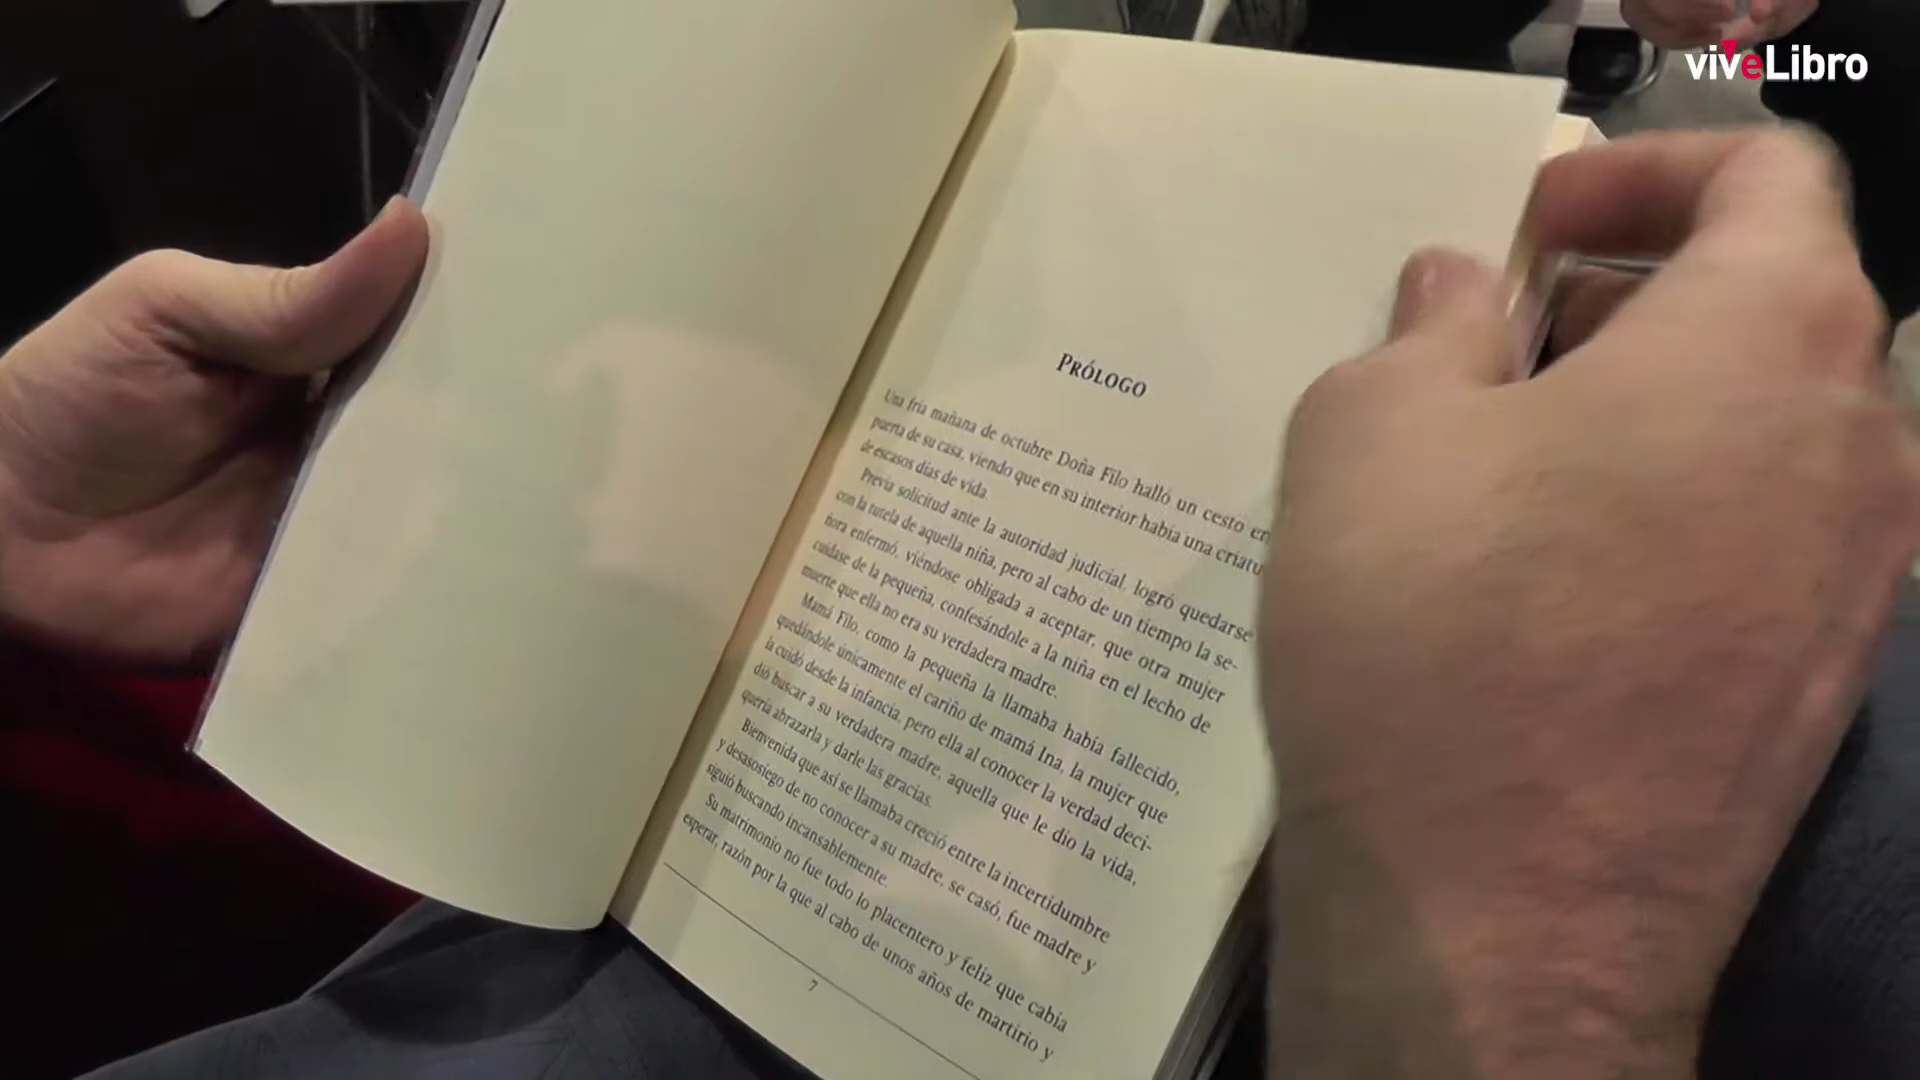 viveLibro
PRÓLOGO
Una fría mañana de octubre Doña Filo halló un cesto en
puerta de su casa, viendo que en su interior había una criatu
de escasos días de vida.
Previa solicitud ante la autoridad judicial, logró quedarse
con la tutela de aquella niña, pero al cabo de un tiempo la se-
ñora enfermó, viéndose obligada a aceptar, que otra mujer
cuidase de la pequeña, confesándole a la niña en el lecho de
muerte que ella no era su verdadera madre.
Mamá Filo, como la pequeña la llamaba había fallecido,
quedándole únicamente el cariño de mamá Ina, la mujer que
la cuidó desde la infancia, pero ella al conocer la verdad deci-
dió buscar a su verdadera madre, aquella que le dio la vida,
quería abrazarla y darle las gracias.
Bienvenida que así se llamaba creció entre la incertidumbre
y desasosiego de no conocer a su madre, se casó, fue madre y
siguió buscando incansablemente.
Su matrimonio no fue todo lo placentero y feliz que cabía
esperar, razón por la que al cabo de unos años de martirio y
7